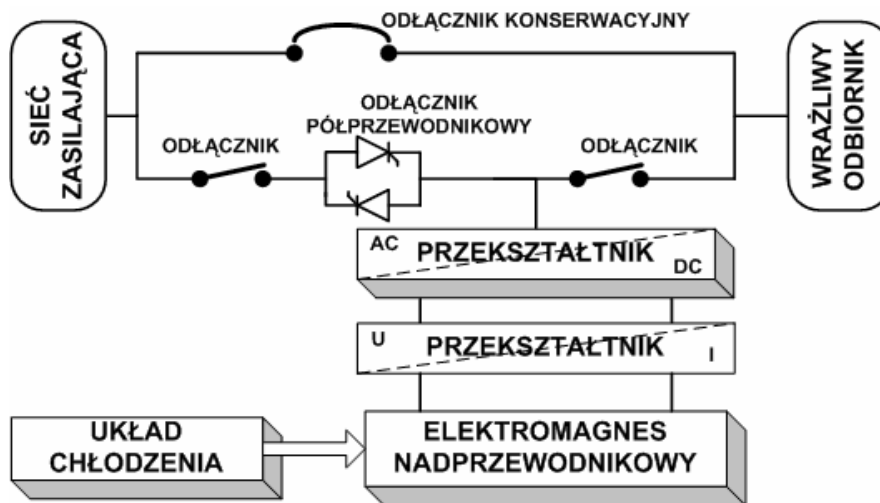 ODŁĄCZNIK KONSERWACYJNY
SIEĆ
ZASILAJĄCA
WRAŻLIWY
ODBIORNIK
ODŁĄCZNIK
PÓŁPRZEWODNIKOWY
ODŁĄCZNIK
ODŁĄCZNIK
AC
PRZEKSZTAŁTNIK
DC
U
PRZEKSZTAŁTNIK
I
UKŁAD
CHŁODZENIA
ELEKTROMAGNES
NADPRZEWODNIKOWY